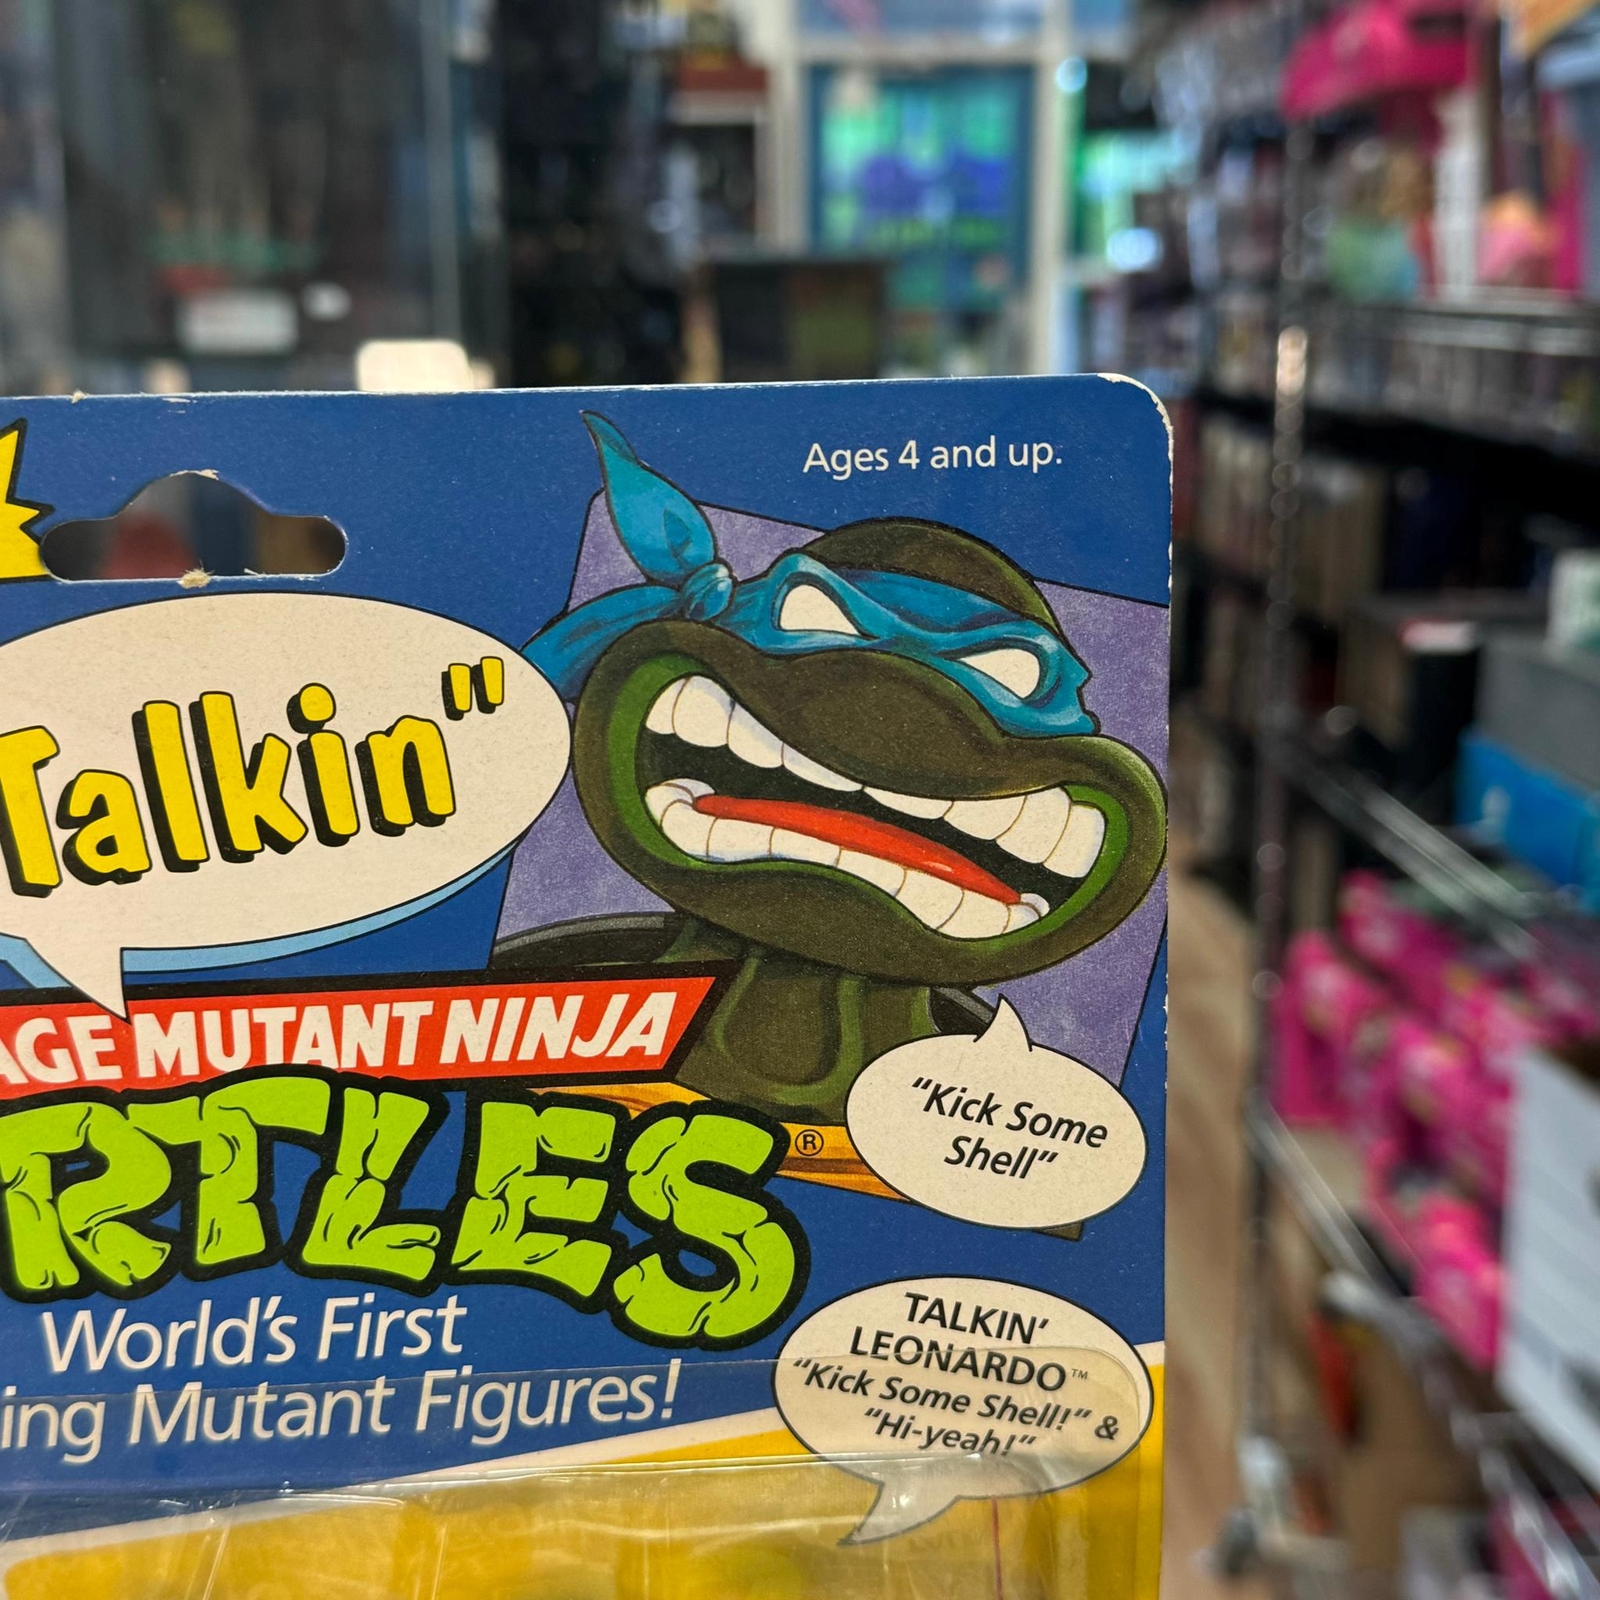 Ages 4 and up.
Talkin"
AGE MUTANT NINJA
RTLES®
"Kick Some
Shell"
World's First
ing Mutant Figures!
TALKIN'
LEONARDO™
"Kick Some Shell!" &
"Hi-yeah!"